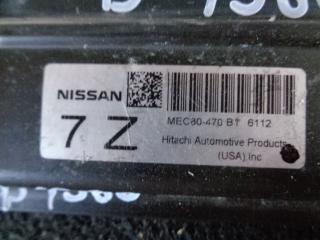 NISSAN
7 Z
MEC80-470 B1 6112
Hitachi Automotive Products
(USA),Inc